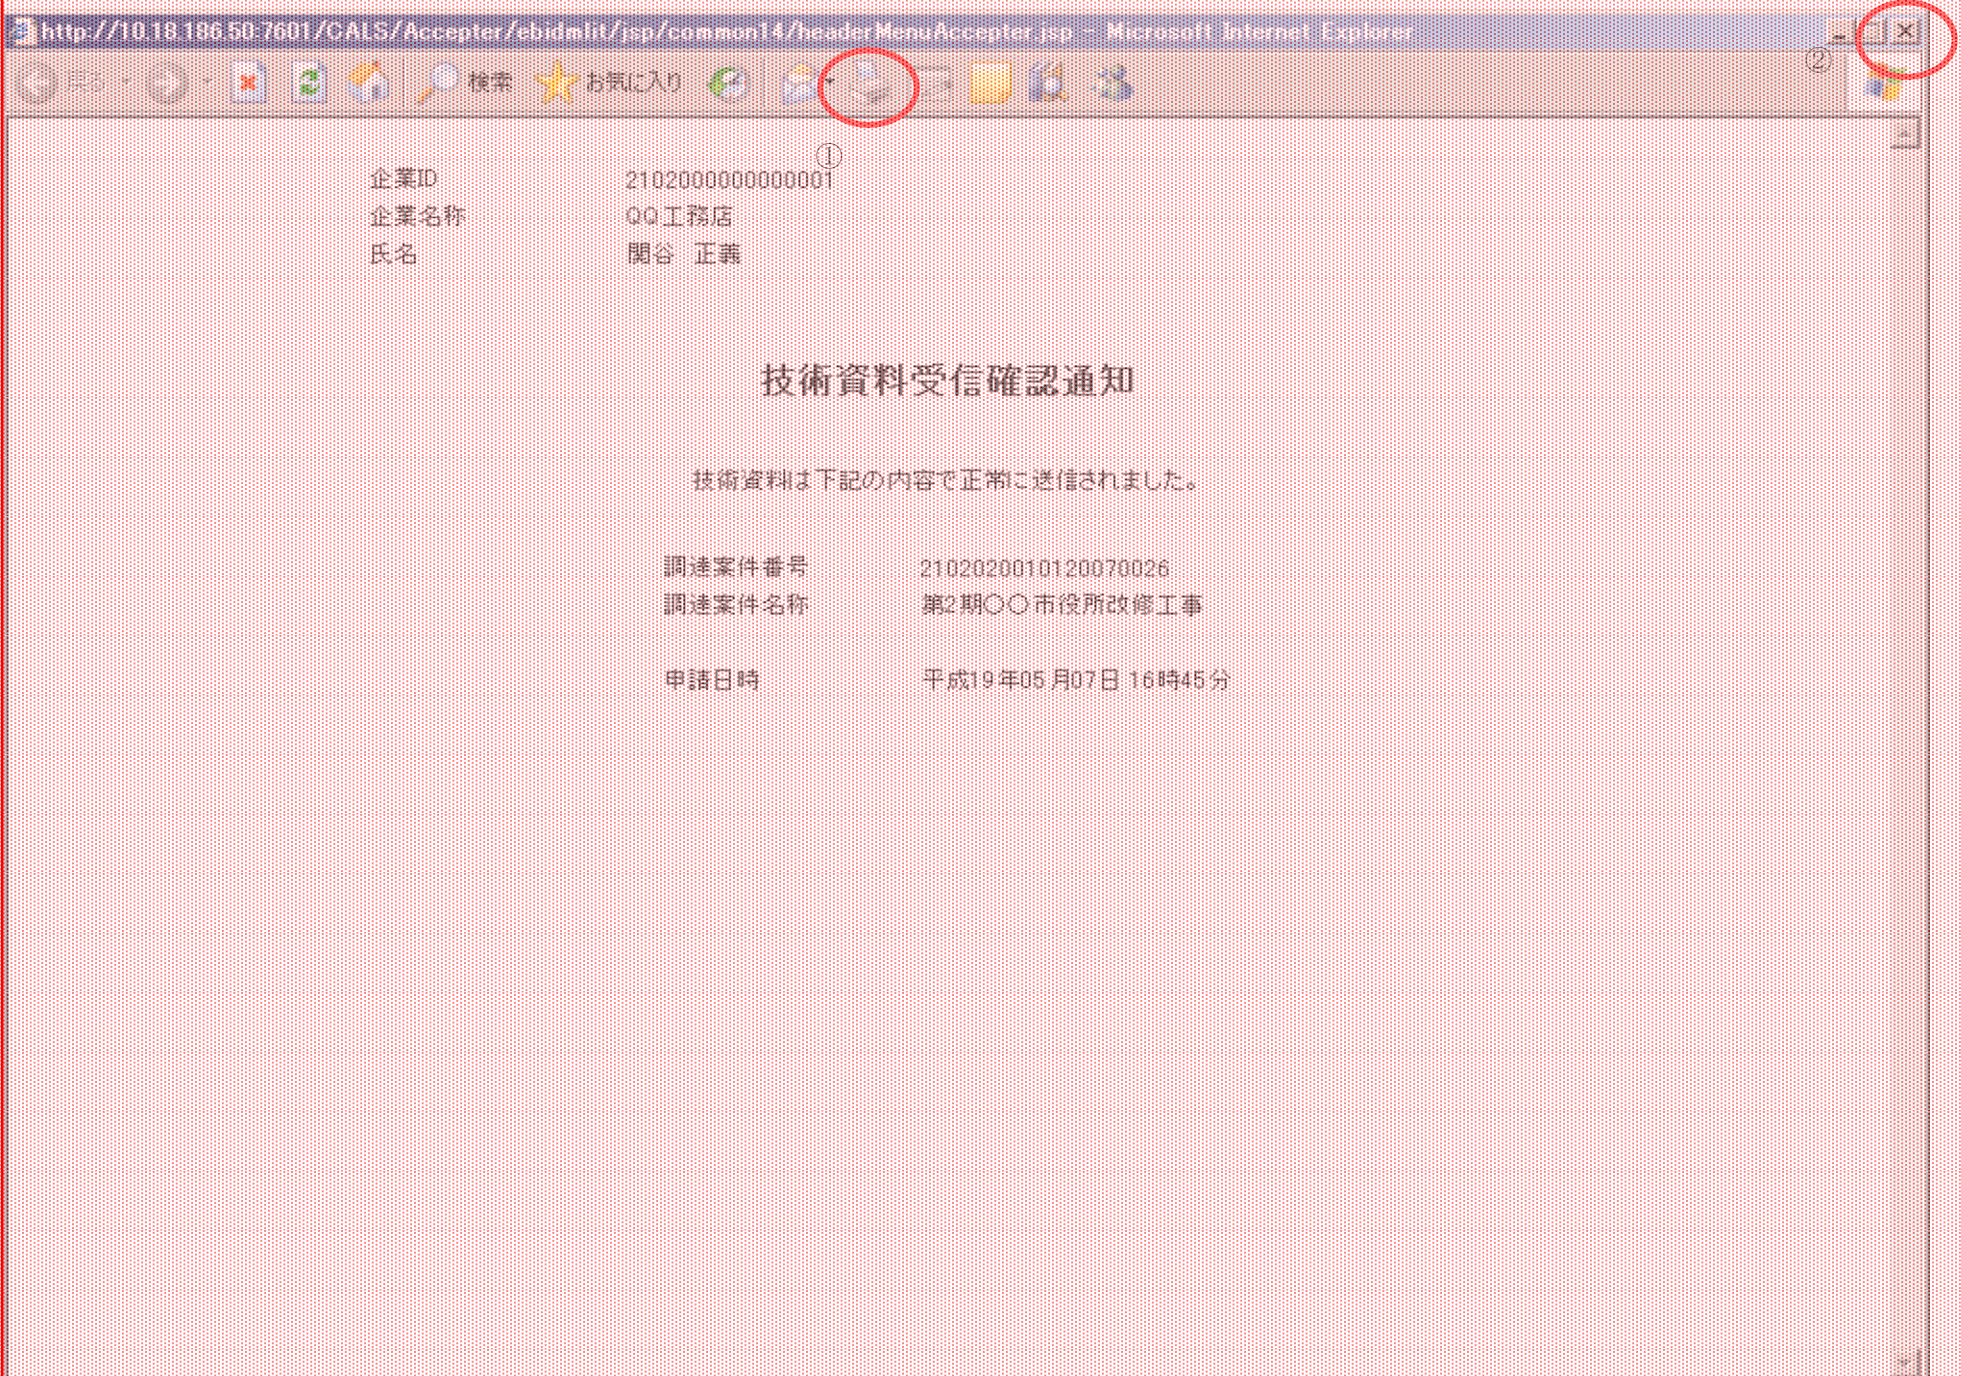 http://10.18.186.50:7601/CALS/Accepter/ebidmlit/jsp/common14/headerMenuAccepter.jsp - Microsoft Internet Explorer
②
戻る 検索 お気に入り
①
企業ID 2102000000000001
企業名称 QQ工務店
氏名 関谷 正義
技術資料受信確認通知
技術資料は下記の内容で正常に送信されました。
調達案件番号 2102020010120070026
調達案件名称 第2期〇〇市役所改修工事
申請日時 平成19年05月07日 16時45分